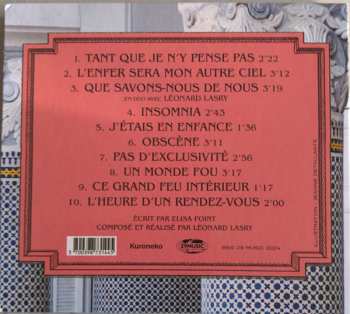 1. TANT QUE JE N'Y PENSE PAS 2'22
2. L'ENFER SERA MON AUTRE CIEL 3'12
3. QUE SAVONS-NOUS DE NOUS 3'19
EN DUO AVEC LÉONARD LASRY
4. INSOMNIA 2'43
5. J'ÉTAIS EN ENFANCE 1'36
6. OBSCÈNE 3'11
7. PAS D'EXCLUSIVITÉ 2'56
8. UN MONDE FOU 3'17
9. CE GRAND FEU INTÉRIEUR 1'17
10. L'HEURE D'UN RENDEZ-VOUS 2'00
ÉCRIT PAR ELISA POINT
COMPOSÉ ET RÉALISÉ PAR LÉONARD LASRY
Kuroneko